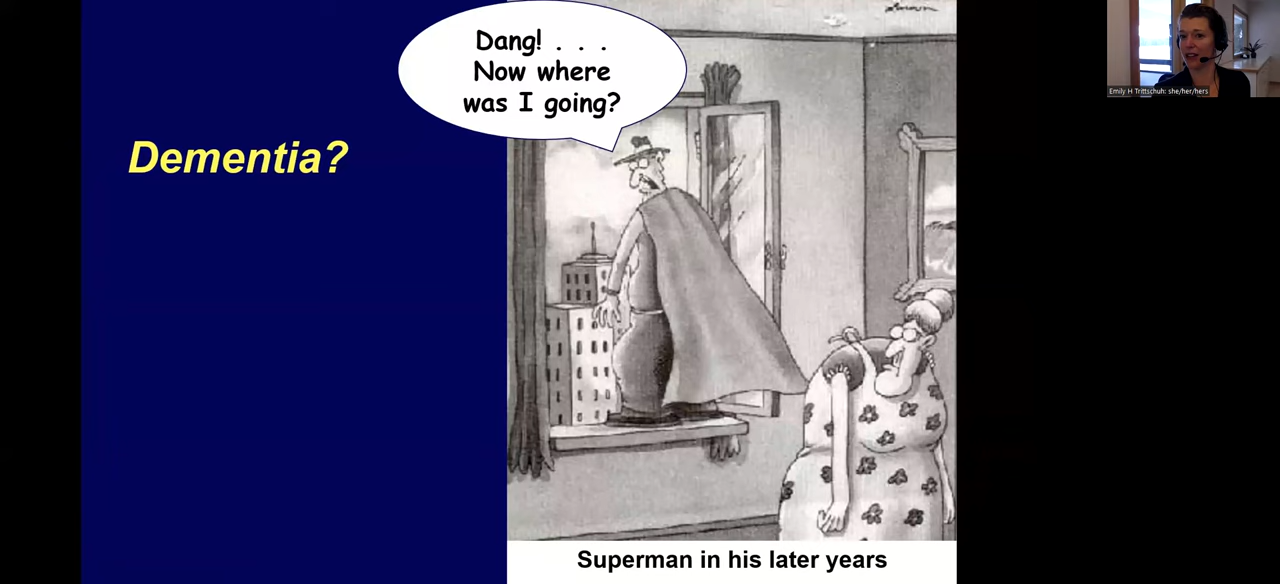 Dang! . . .
Now where
was I going?
Dementia?
Superman in his later years
Emily H Trittschuh: she/her/hers